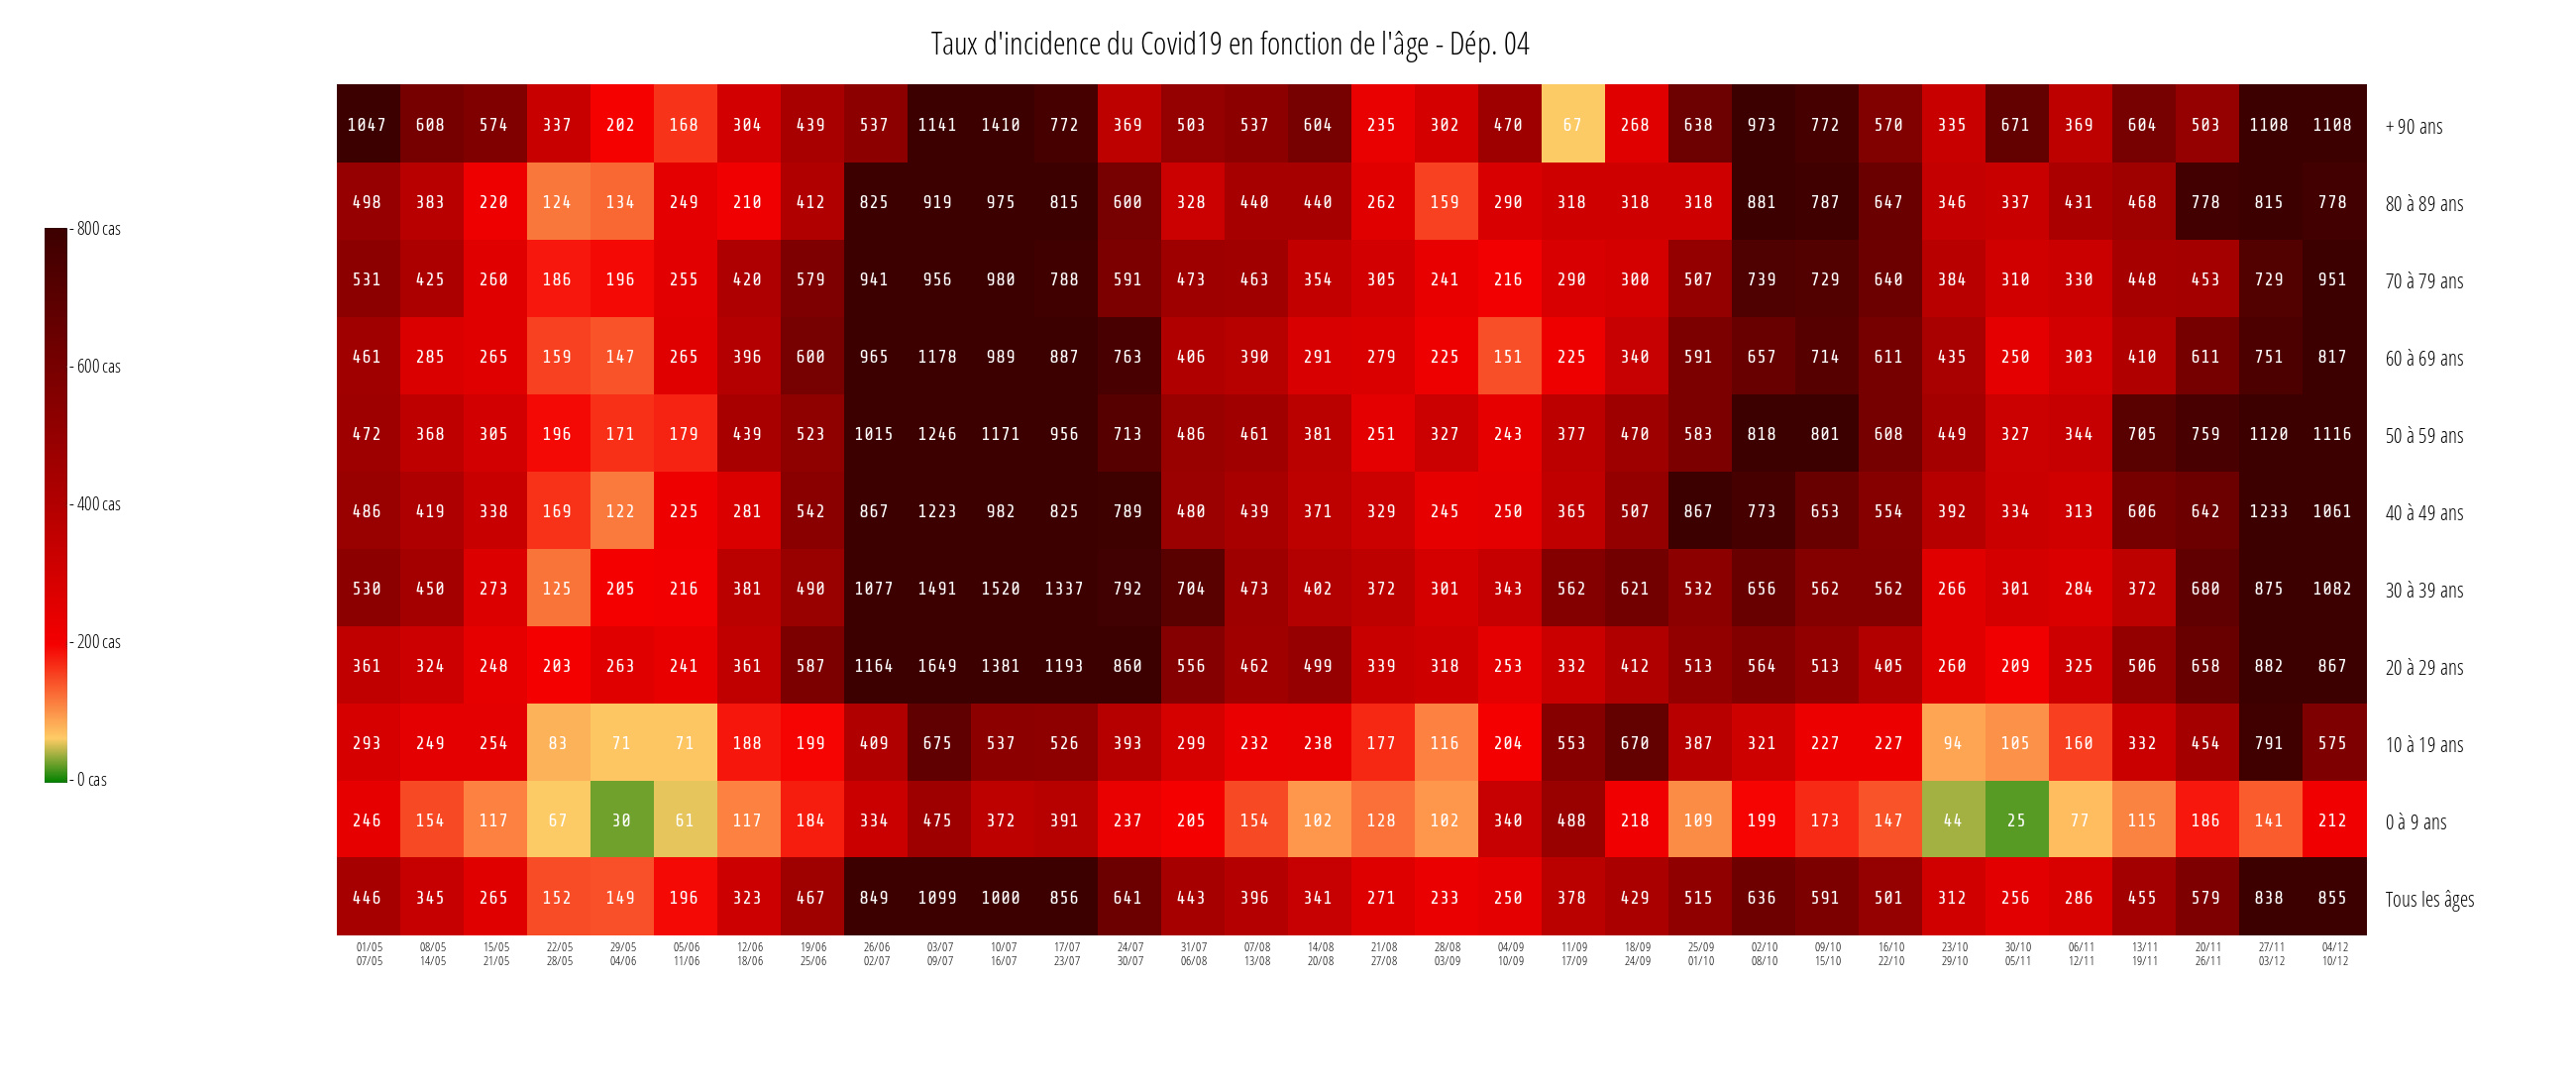 Taux d'incidence du Covid19 en fonction de l'âge - Dép. 04
1047 608 574 337 202 168 304 439 537 1141 1410 772 369 503 537 604 235 302 470 67 268 638 973 772 570 335 671 369 604 503 1108 1108 + 90 ans
498 383 220 124 134 249 210 412 825 919 975 815 600 328 440 440 262 159 290 318 318 318 881 787 647 346 337 431 468 778 815 778 80 à 89 ans
- 800 cas
531 425 260 186 196 255 420 579 941 956 980 788 591 473 463 354 305 241 216 290 300 507 739 729 640 384 310 330 448 453 729 951 70 à 79 ans
461 285 265 159 147 265 396 600 965 1178 989 887 763 406 390 291 279 225 151 225 340 591 657 714 611 435 250 303 410 611 751 817 60 à 69 ans
- 600 cas
472 368 305 196 171 179 439 523 1015 1246 1171 956 713 486 461 381 251 327 243 377 470 583 818 801 608 449 327 344 705 759 1120 1116 50 à 59 ans
- 400 cas
486 419 338 169 122 225 281 542 867 1223 982 825 789 480 439 371 329 245 250 365 507 867 773 653 554 392 334 313 606 642 1233 1061 40 à 49 ans
530 450 273 125 205 216 381 490 1077 1491 1520 1337 792 704 473 402 372 301 343 562 621 532 656 562 562 266 301 284 372 680 875 1082 30 à 39 ans
- 200 cas
361 324 248 203 263 241 361 587 1164 1649 1381 1193 860 556 462 499 339 318 253 332 412 513 564 513 405 260 209 325 506 658 882 867 20 à 29 ans
293 249 254 83 71 71 188 199 409 675 537 526 393 299 232 238 177 116 204 553 670 387 321 227 227 94 105 160 332 454 791 575 10 à 19 ans
- 0 cas
246 154 117 67 30 61 117 184 334 475 372 391 237 205 154 102 128 102 340 488 218 109 199 173 147 44 25 77 115 186 141 212 0 à 9 ans
446 345 265 152 149 196 323 467 849 1099 1000 856 641 443 396 341 271 233 250 378 429 515 636 591 501 312 256 286 455 579 838 855 Tous les âges
01/05 08/05 15/05 22/05 29/05 05/06 12/06 19/06 26/06 03/07 10/07 17/07 24/07 31/07 07/08 14/08 21/08 28/08 04/09 11/09 18/09 25/09 02/10 09/10 16/10 23/10 30/10 06/11 13/11 20/11 27/11 04/12
07/05 14/05 21/05 28/05 04/06 11/06 18/06 25/06 02/07 09/07 16/07 23/07 30/07 06/08 13/08 20/08 27/08 03/09 10/09 17/09 24/09 01/10 08/10 15/10 22/10 29/10 05/11 12/11 19/11 26/11 03/12 10/12